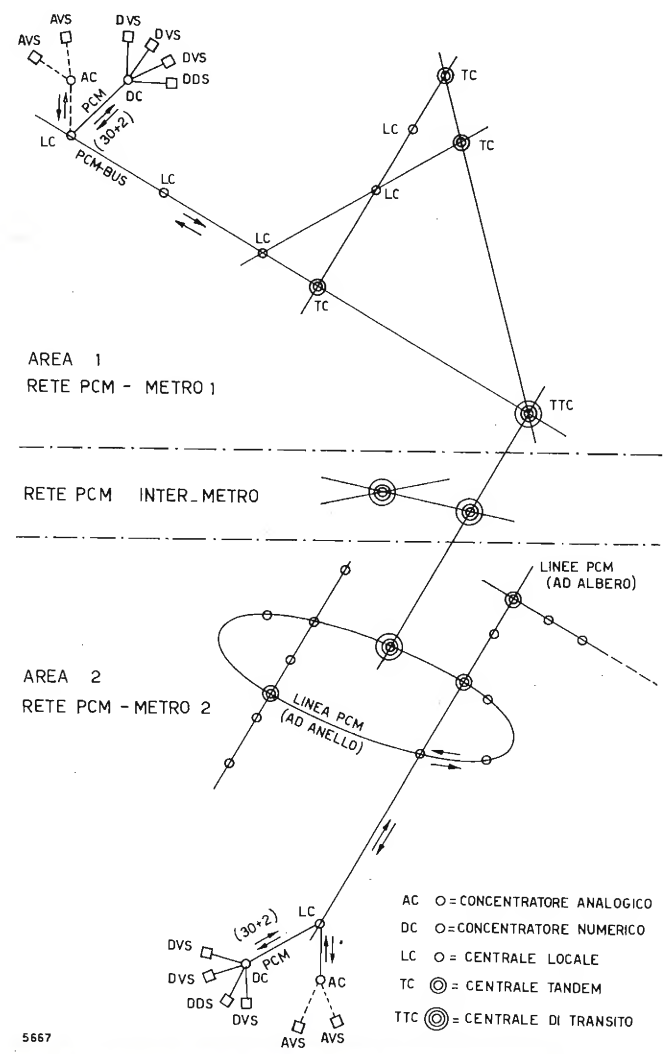 AVS
DVS
AVS
DVS
DVS
AC
DDS
PCM
DC
LC
(30+2)
PCM-BUS
LC
TC
LC
TC
LC
LC
TC
AREA 1
RETE PCM - METRO 1
TTC
RETE PCM INTER_METRO
LINEE PCM
(AD ALBERO)
AREA 2
RETE PCM - METRO 2
LINEA PCM
(AD ANELLO)
LC
(30+2)
PCM
DVS
DVS
DC
DDS
DVS
AC
AVS
AVS
AC O = CONCENTRATORE ANALOGICO
DC O = CONCENTRATORE NUMERICO
LC O = CENTRALE LOCALE
TC = CENTRALE TANDEM
TTC = CENTRALE DI TRANSITO
5667